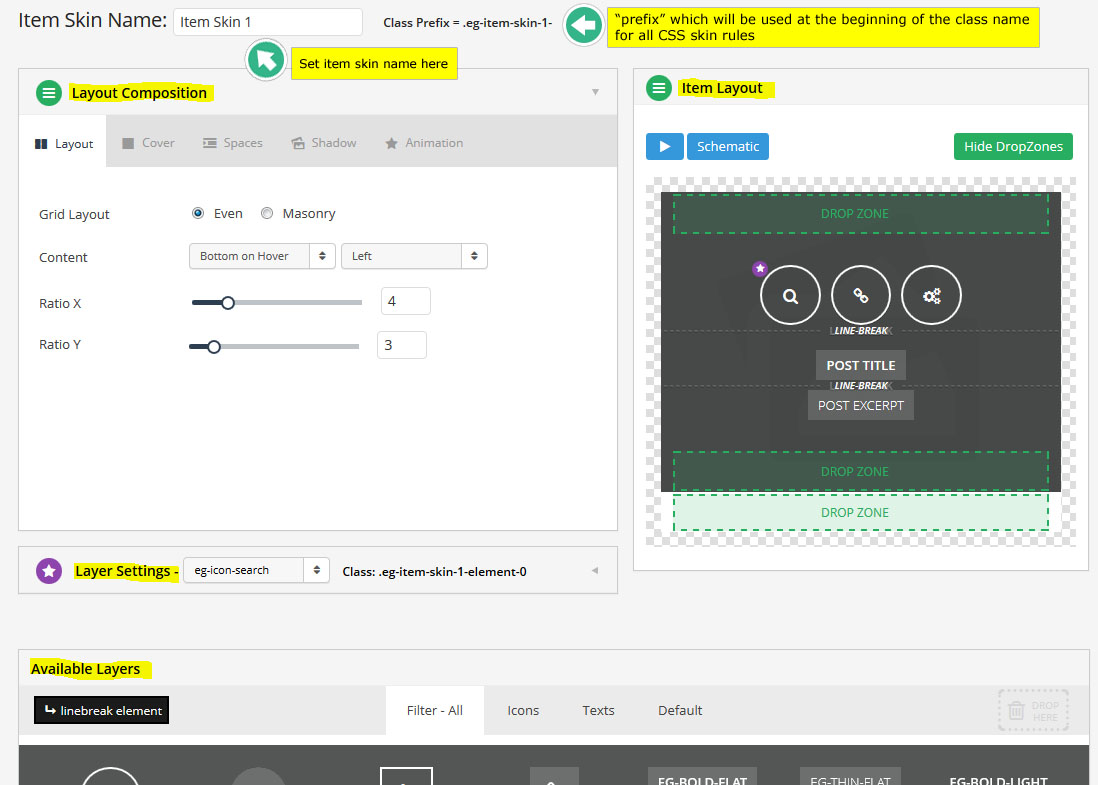 Item Skin Name: Item Skin 1 Class Prefix = .eg-item-skin-1-
“prefix” which will be used at the beginning of the class name
for all CSS skin rules
Set item skin name here
Layout Composition
Layout Cover Spaces Shadow Animation
Grid Layout Even Masonry
Content Bottom on Hover Left
Ratio X 4
Ratio Y 3
Item Layout
Schematic Hide DropZones
DROP ZONE
LINE-BREAK
POST TITLE
LINE-BREAK
POST EXCERPT
DROP ZONE
DROP ZONE
Layer Settings - eg-icon-search Class: .eg-item-skin-1-element-0
Available Layers
linebreak element Filter - All Icons Texts Default DROP
HERE
EG-BOLD-FLAT EG-THIN-FLAT EG-BOLD-LIGHT